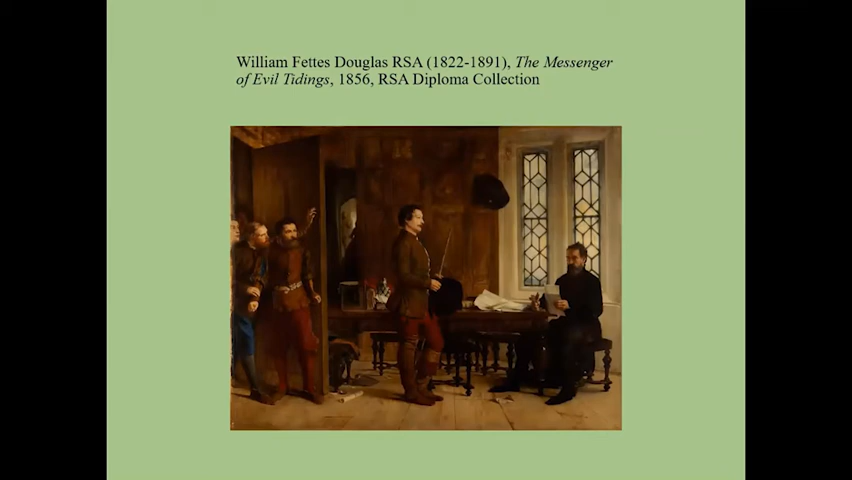 William Fettes Douglas RSA (1822-1891), The Messenger
of Evil Tidings, 1856, RSA Diploma Collection